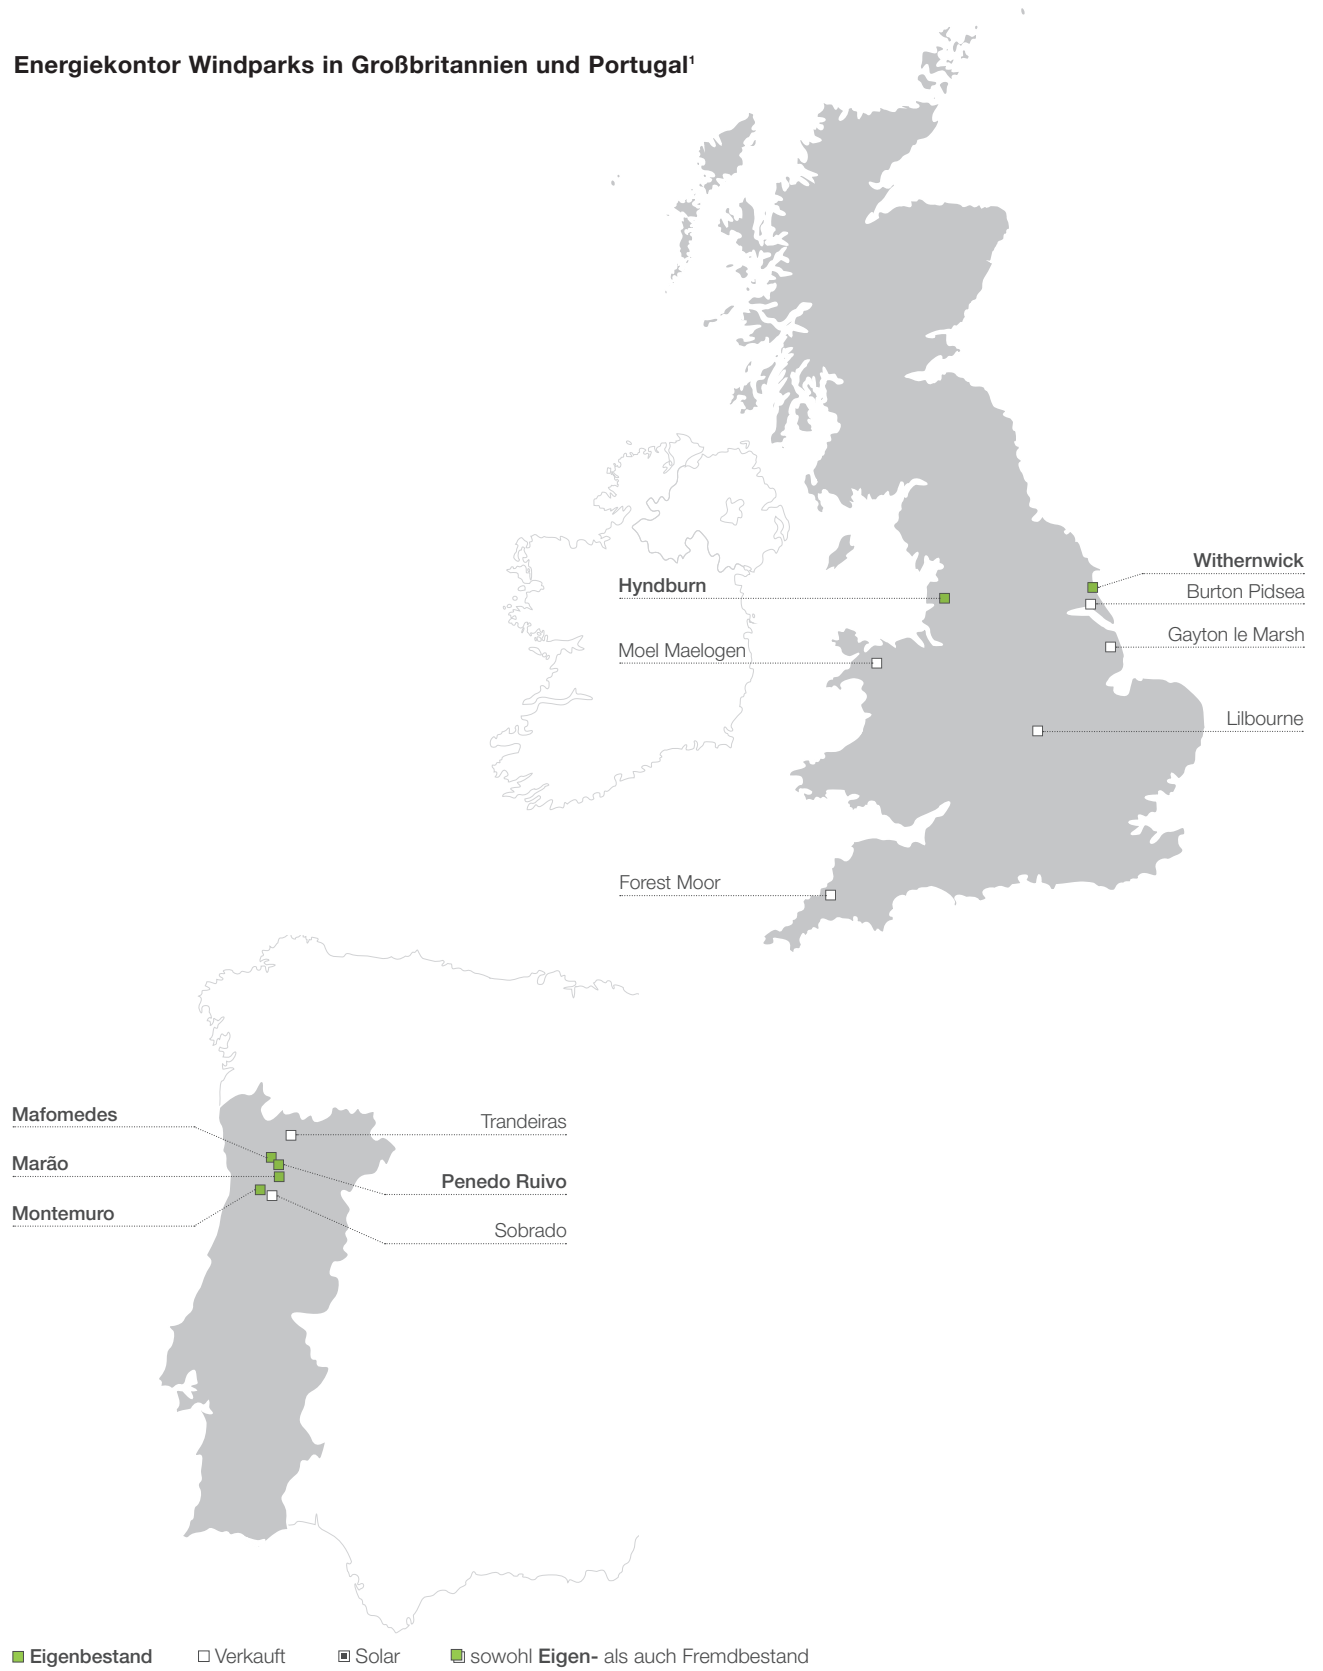 Energiekontor Windparks in Großbritannien und Portugal¹
Withernwick
Hyndburn
Burton Pidsea
Gayton le Marsh
Moel Maelogen
Lilbourne
Forest Moor
Mafomedes
Trandeiras
Marão
Penedo Ruivo
Montemuro
Sobrado
Eigenbestand Verkauft Solar sowohl Eigen- als auch Fremdbestand